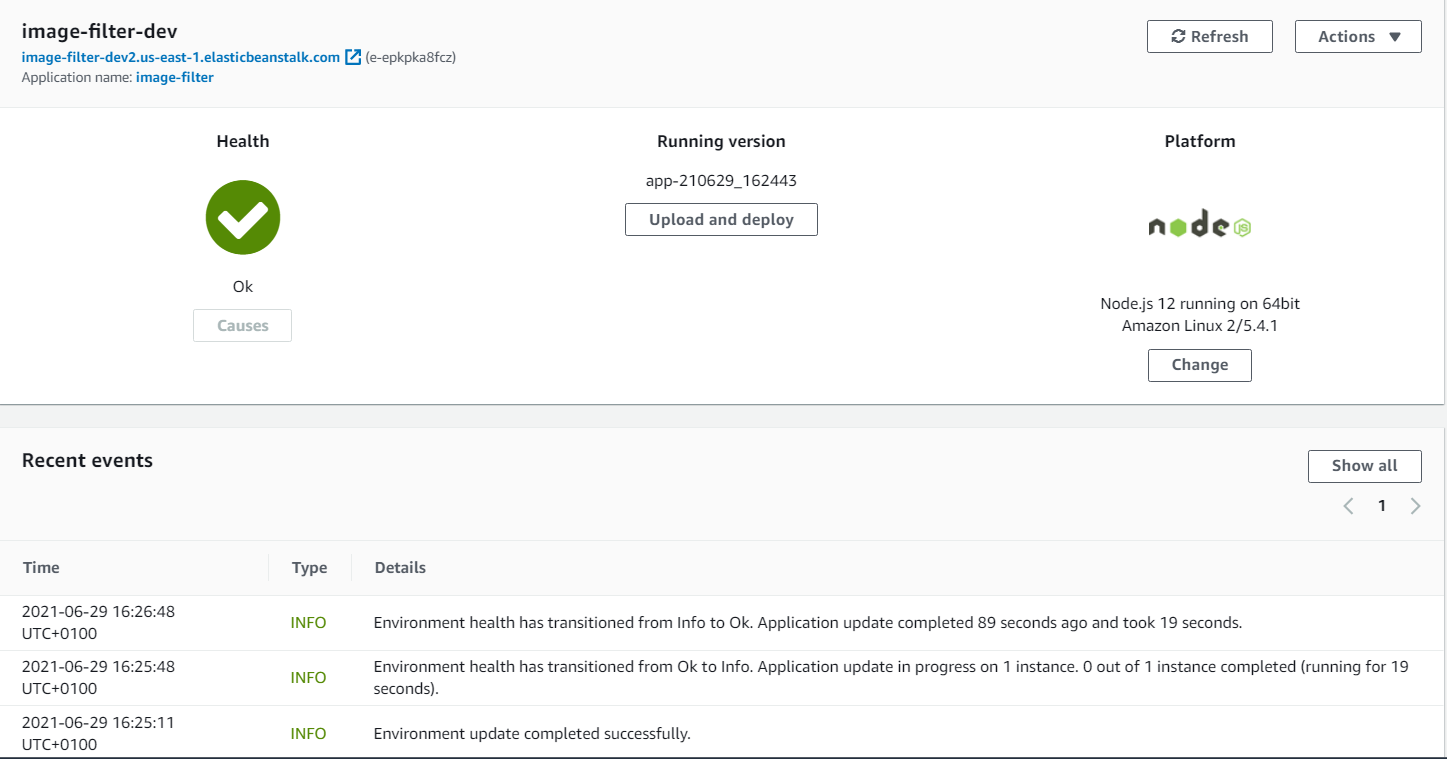 image-filter-dev
image-filter-dev2.us-east-1.elasticbeanstalk.com (e-epkpka8fcz)
Application name: image-filter
Refresh
Actions
Health
Ok
Causes
Running version
app-210629_162443
Upload and deploy
Platform
node JS
Node.js 12 running on 64bit
Amazon Linux 2/5.4.1
Change
Recent events
Show all
1
Time Type Details
2021-06-29 16:26:48
UTC+0100
INFO
Environment health has transitioned from Info to Ok. Application update completed 89 seconds ago and took 19 seconds.
2021-06-29 16:25:48
UTC+0100
INFO
Environment health has transitioned from Ok to Info. Application update in progress on 1 instance. 0 out of 1 instance completed (running for 19
seconds).
2021-06-29 16:25:11
UTC+0100
INFO
Environment update completed successfully.